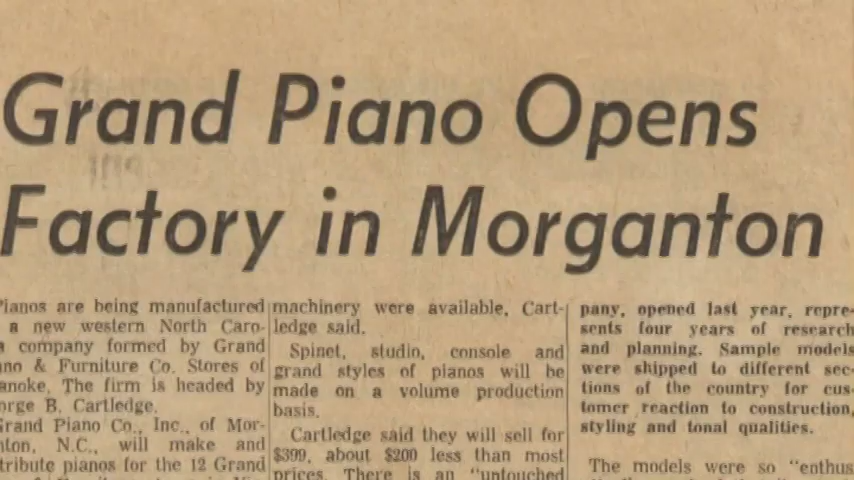 Grand Piano Opens
Factory in Morganton
Pianos are being manufactured
a new western North Caro-
a company formed by Grand
no & Furniture Co. Stores of
anoke. The firm is headed by
orge B. Cartledge.
Grand Piano Co., Inc., of Mor-
nton, N.C., will make and
tribute pianos for the 12 Grand
machinery were available, Cart-
ledge said.
Spinet, studio, console and
grand styles of pianos will be
made on a volume production
basis.
Cartledge said they will sell for
$399, about $200 less than most
prices. There is an "untouched
pany, opened last year, repre-
sents four years of research
and planning. Sample models
were shipped to different sec-
tions of the country for cus-
tomer reaction to construction,
styling and tonal qualities.
The models were so "enthus